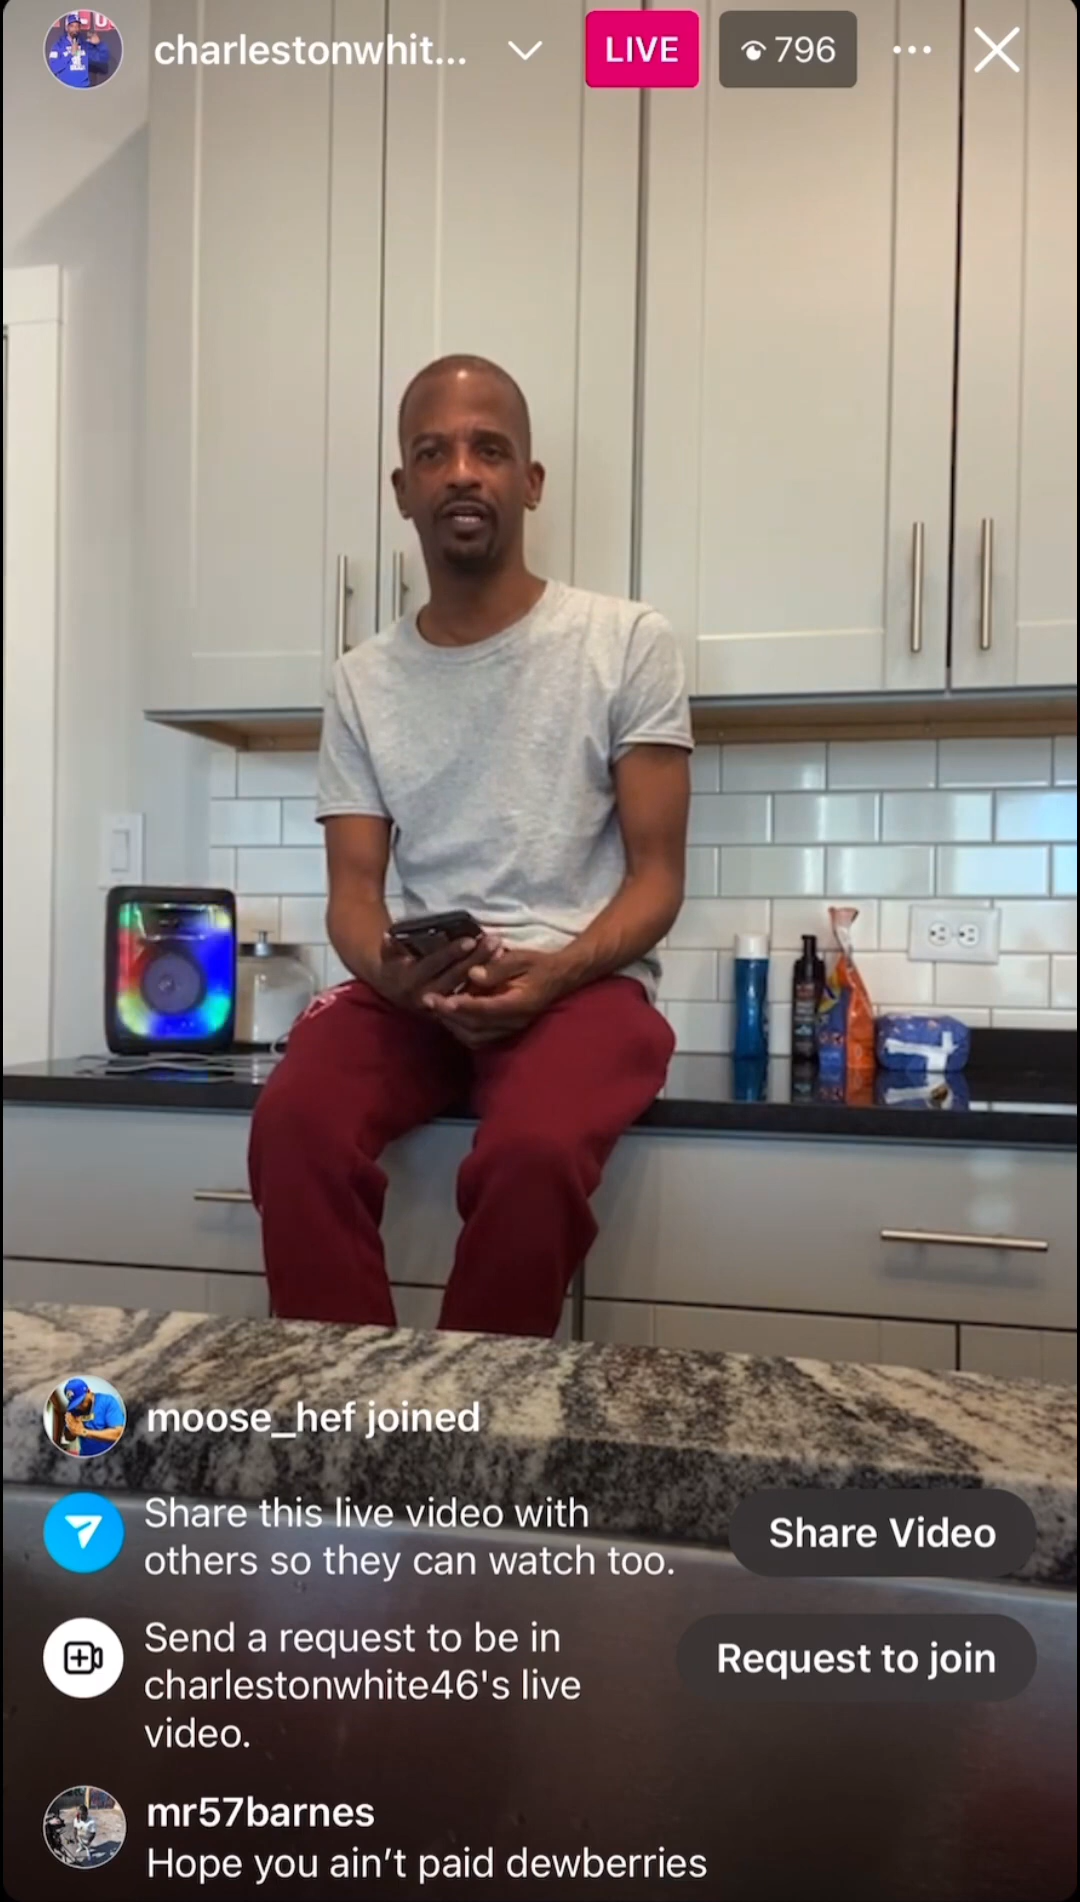 charlestonwhit...
LIVE
796
moose_hef joined
Share this live video with
others so they can watch too.
Share Video
Send a request to be in
charlestonwhite46's live
video.
Request to join
mr57barnes
Hope you ain’t paid dewberries